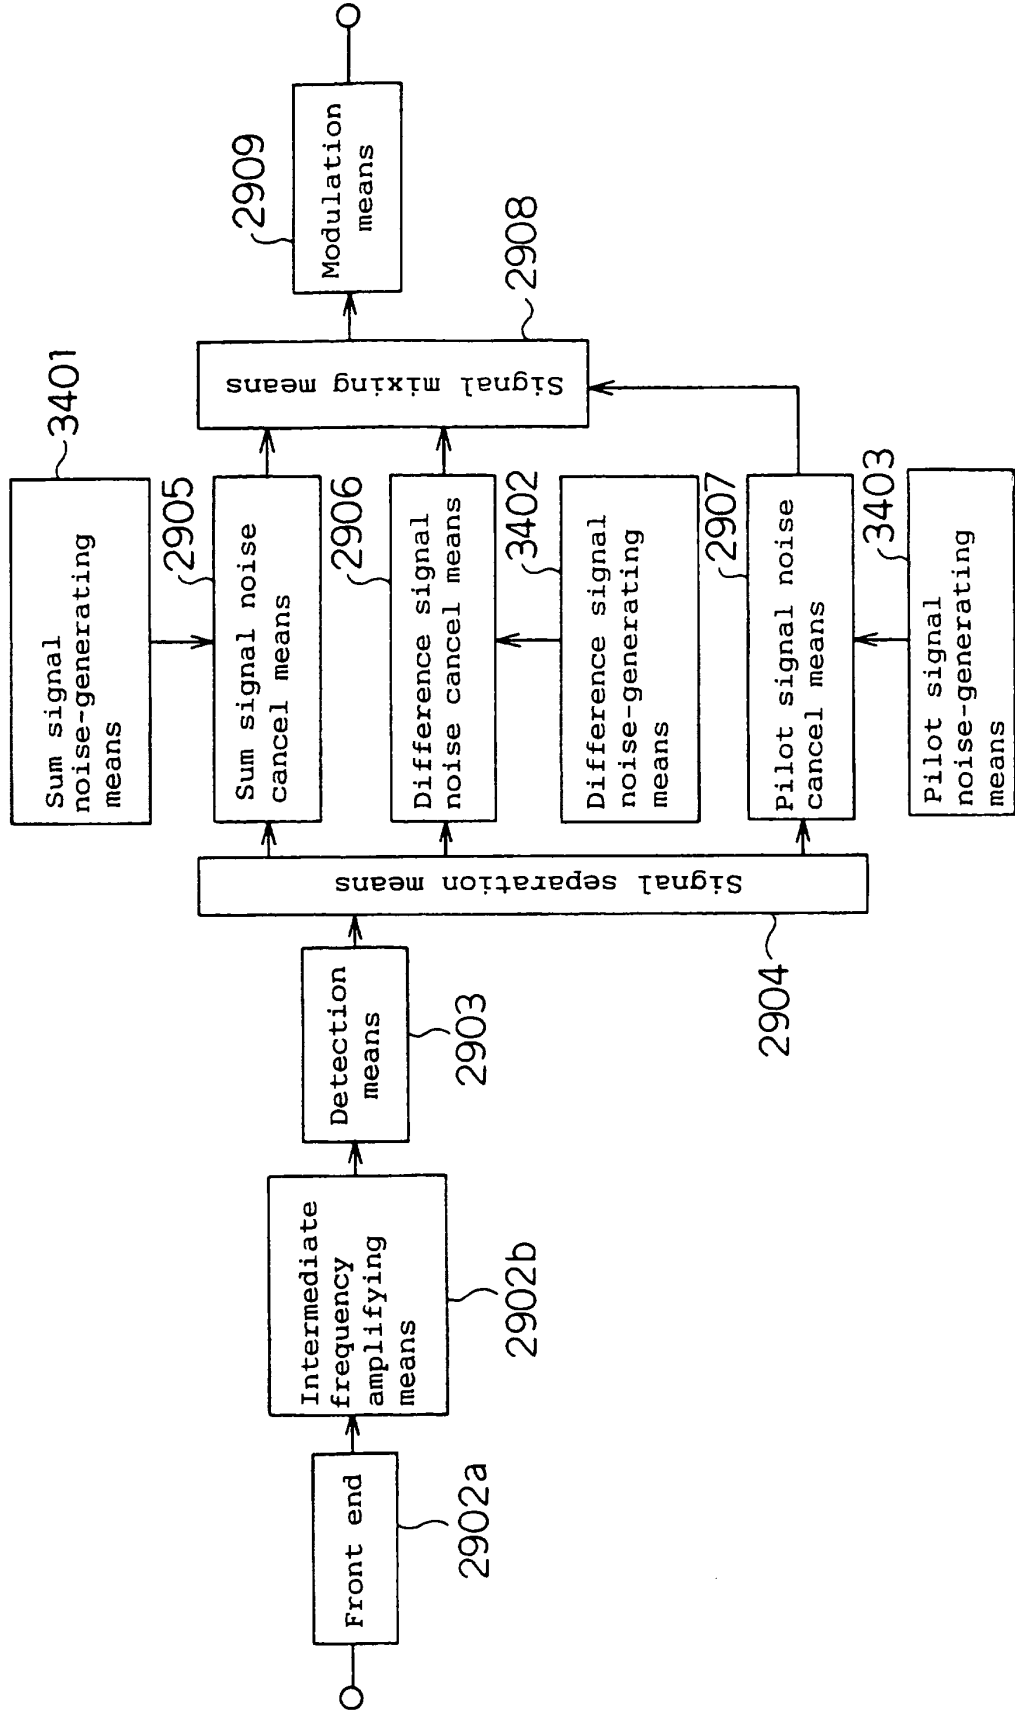 Front end
2902a
Intermediate
frequency
amplifying
means
2902b
Detection
means
2903
Signal separation means
2904
Sum signal
noise-generating
means
3401
Sum signal noise
cancel means
2905
Difference signal
noise cancel means
2906
Difference signal
noise-generating
means
3402
Pilot signal noise
cancel means
2907
Pilot signal
noise-generating
means
3403
Signal mixing means
2908
Modulation
means
2909